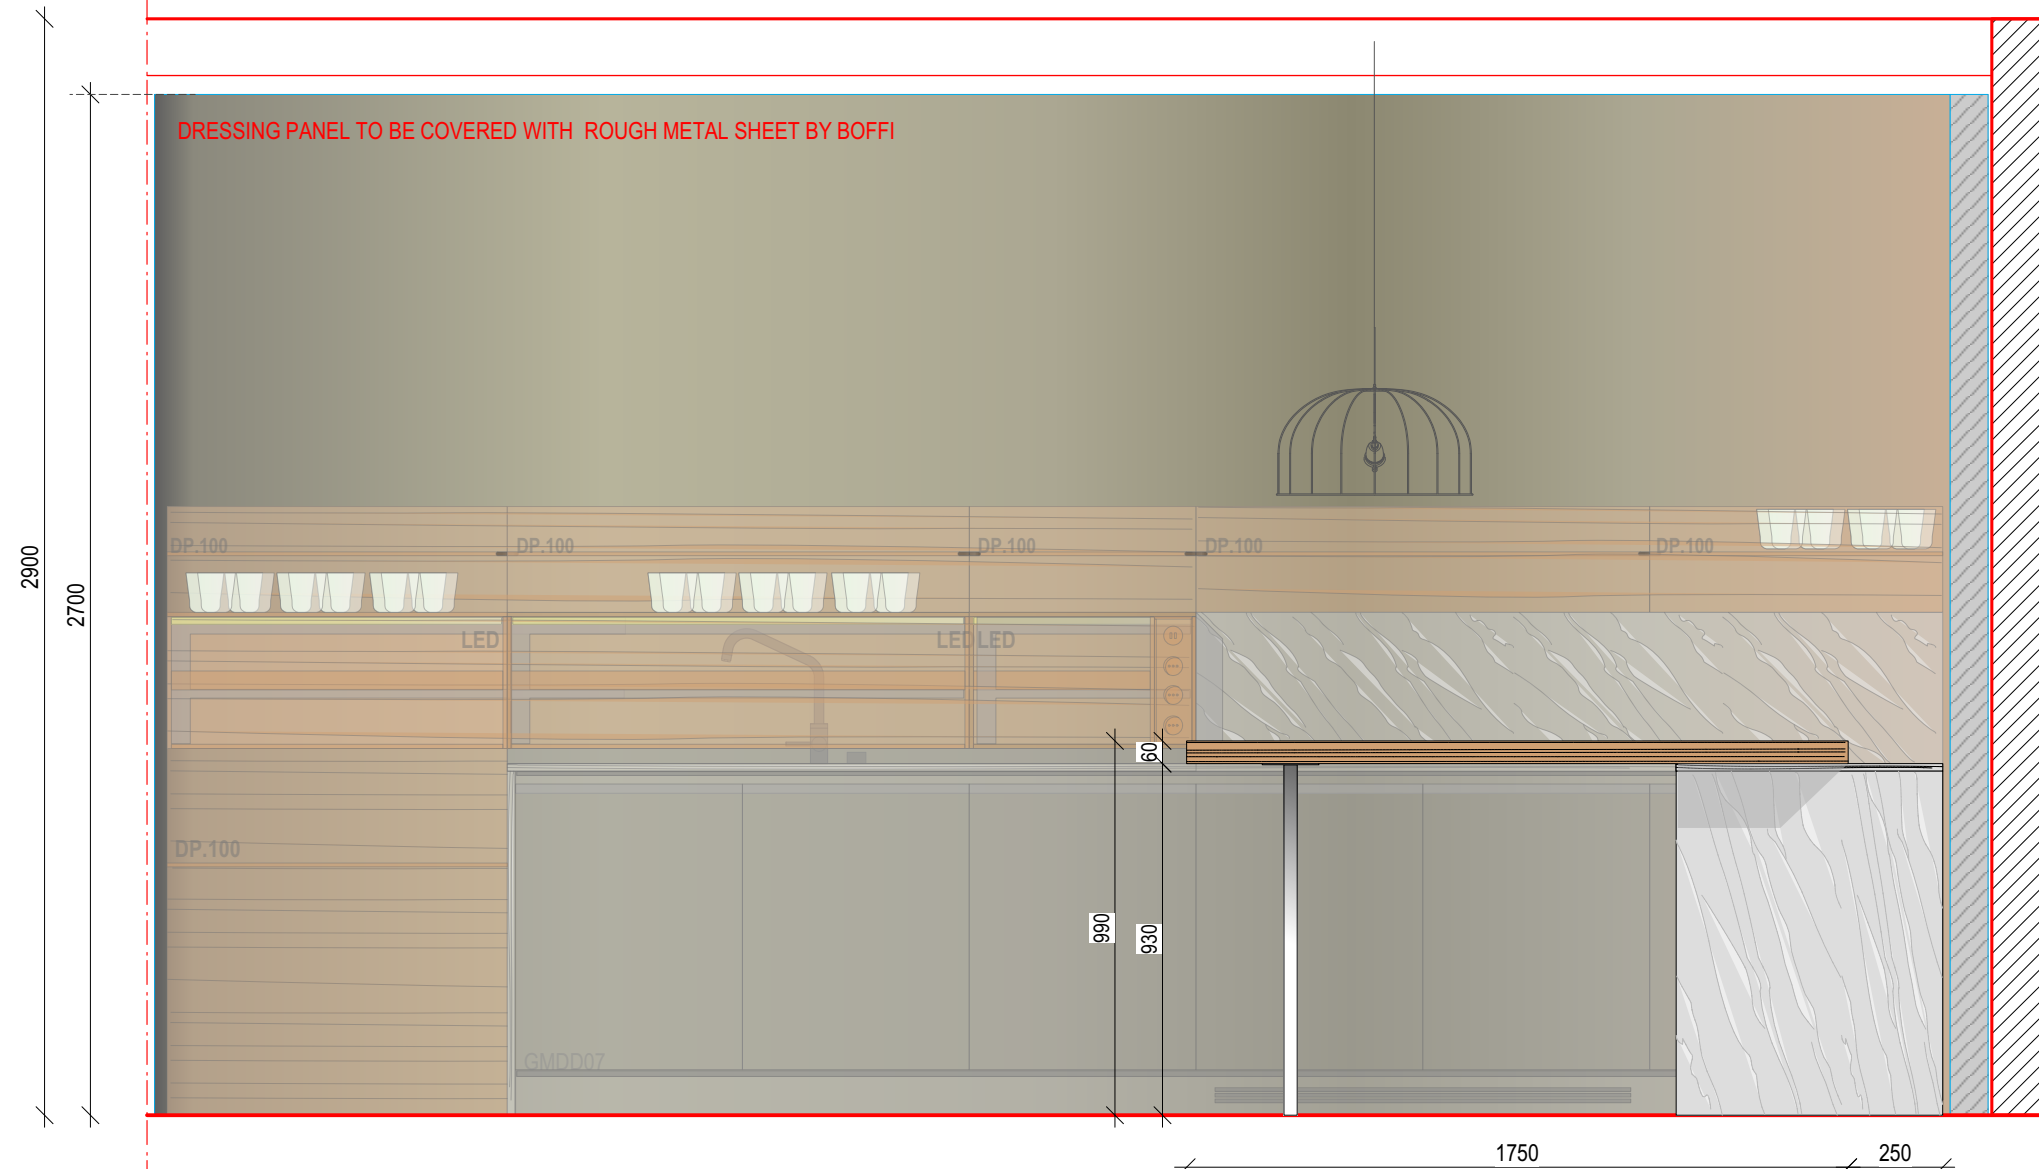 DRESSING PANEL TO BE COVERED WITH ROUGH METAL SHEET BY BOFFI
2900
2700
DP.100
DP.100
DP.100
DP.100
DP.100
LED
LED
LED
60
DP.100
990
930
GMDD07
1750
250